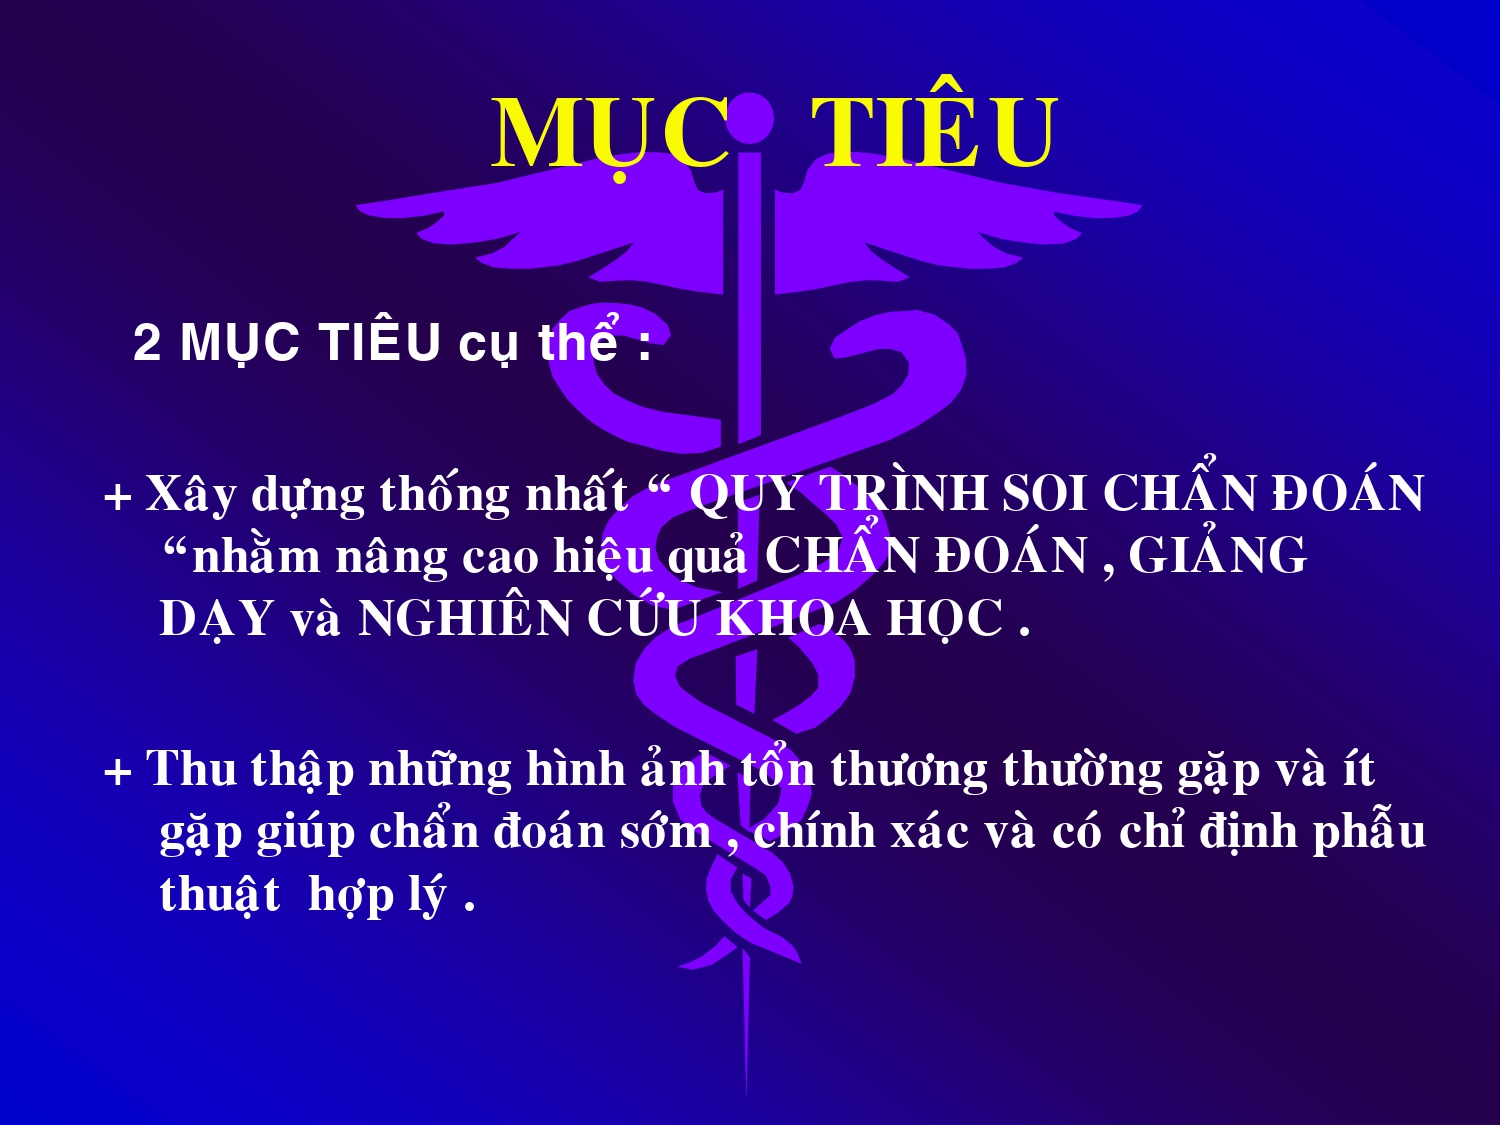 MỤC TIÊU
2 MỤC TIÊU cụ thể :
+ Xây dựng thống nhất “ QUY TRÌNH SOI CHẨN ĐOÁN
“nhằm nâng cao hiệu quả CHẨN ĐOÁN , GIẢNG
DẠY và NGHIÊN CỨU KHOA HỌC .
+ Thu thập những hình ảnh tổn thương thường gặp và ít
gặp giúp chẩn đoán sớm , chính xác và có chỉ định phẫu
thuật hợp lý .